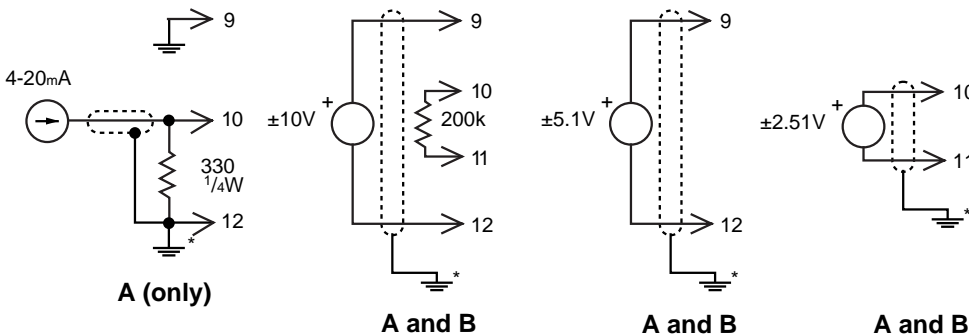 9
4-20mA
10
330
1/4W
12
*
A (only)
9
+
±10V
10
200k
11
12
*
A and B
9
+
±5.1V
12
*
A and B
+
±2.51V
10
11
*
A and B